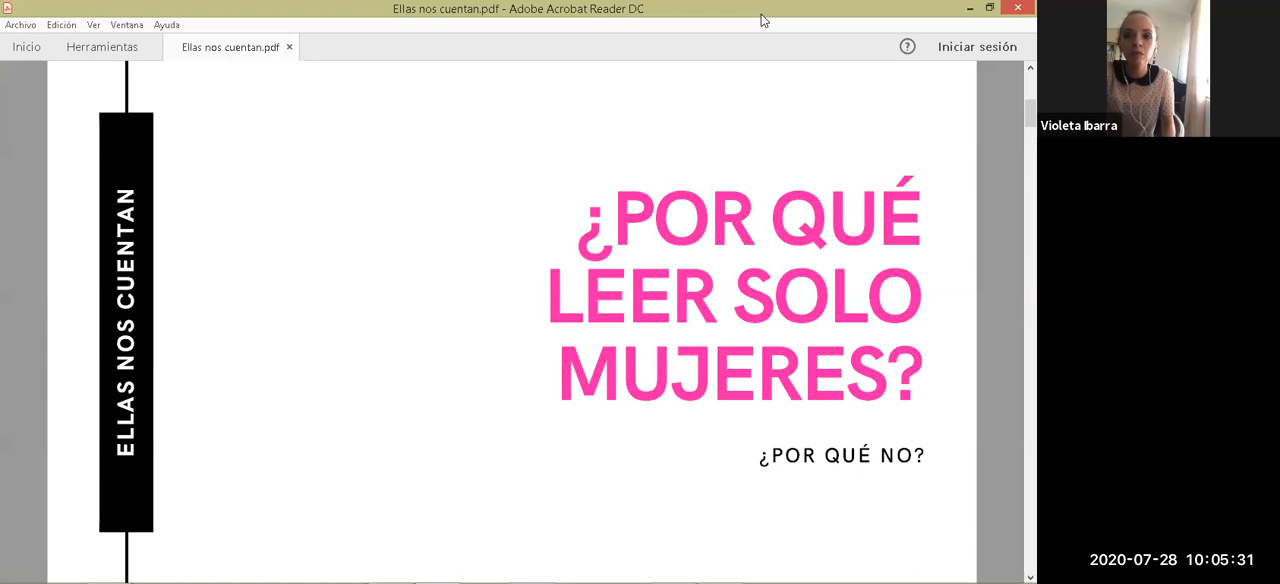 Ellas nos cuentan.pdf - Adobe Acrobat Reader DC
Archivo Edición Ver Ventana Ayuda
Inicio Herramientas Ellas nos cuentan.pdf × ? Iniciar sesión
ELLAS NOS CUENTAN
¿POR QUÉ
LEER SOLO
MUJERES?
¿POR QUÉ NO?
Violeta Ibarra
2020-07-28 10:05:31